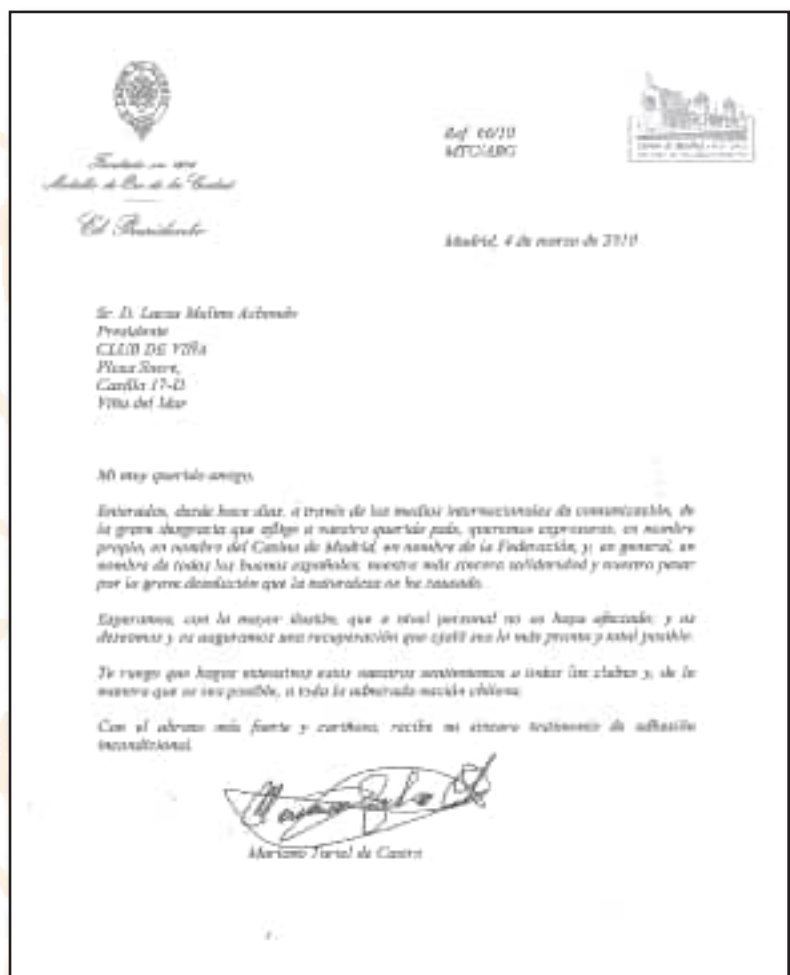 Fundado en
Medalla de Oro de la Ciudad
El Presidente
Ref. 60/10
MTC/ARG
Madrid, 4 de marzo de 2010
Sr. D.
Presidente
CLUB DE VIÑA
Plaza Sucre,
Casilla 17-D
Viña del Mar
Mi muy querido amigo,
Enterados, desde hace días, a través de los medios internacionales de comunicación, de
la grave desgracia que aflige a vuestro querido país, queremos expresaros, en nombre
propio, en nombre del Casino de Madrid, en nombre de la Federación, y, en general, en
nombre de todos los buenos españoles, nuestra más sincera solidaridad y nuestro pesar
por la grave desolación que la naturaleza os ha causado.
Esperamos, con la mayor ilusión, que a nivel personal no os haya afectado; y os
deseamos y os auguramos una recuperación que ojalá sea lo más pronta y total posible.
Te ruego que hagas extensivos estos nuestros sentimientos a todos los clubes y, de la
manera que os sea posible, a toda la admirada nación chilena.
Con el abrazo más fuerte y cariñoso, recibe mi sincero testimonio de adhesión
incondicional.
Mariano Turiel de Castro